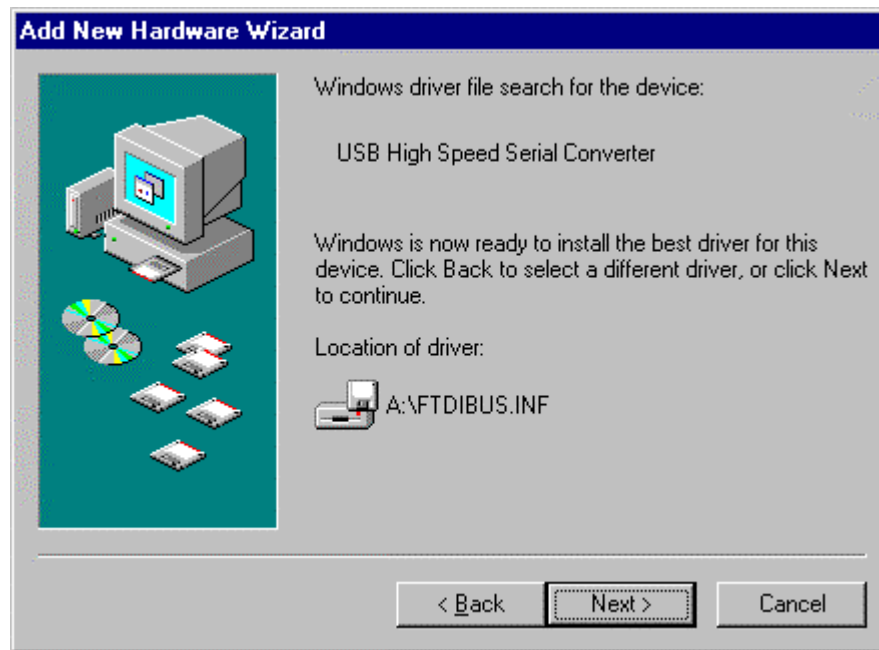 Add New Hardware Wizard
Windows driver file search for the device:
USB High Speed Serial Converter
Windows is now ready to install the best driver for this
device. Click Back to select a different driver, or click Next
to continue.
Location of driver:
A:\FTDIBUS.INF
< Back
Next >
Cancel